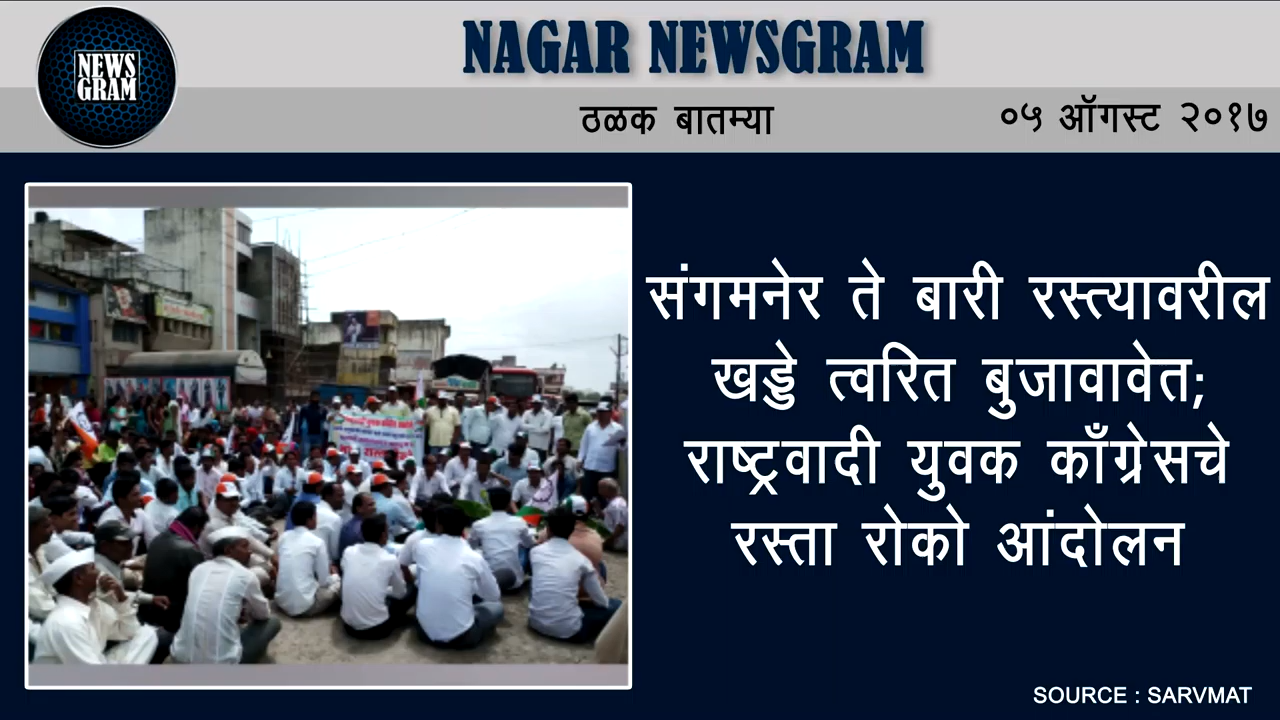 NEWS
GRAM
NAGAR NEWSGRAM
ठळक बातम्या
०५ ऑगस्ट २०१७
संगमनेर ते बारी रस्त्यावरील
खड्डे त्वरित बुजावावेत;
राष्ट्रवादी युवक काँग्रेसचे
रस्ता रोको आंदोलन
SOURCE : SARVMAT